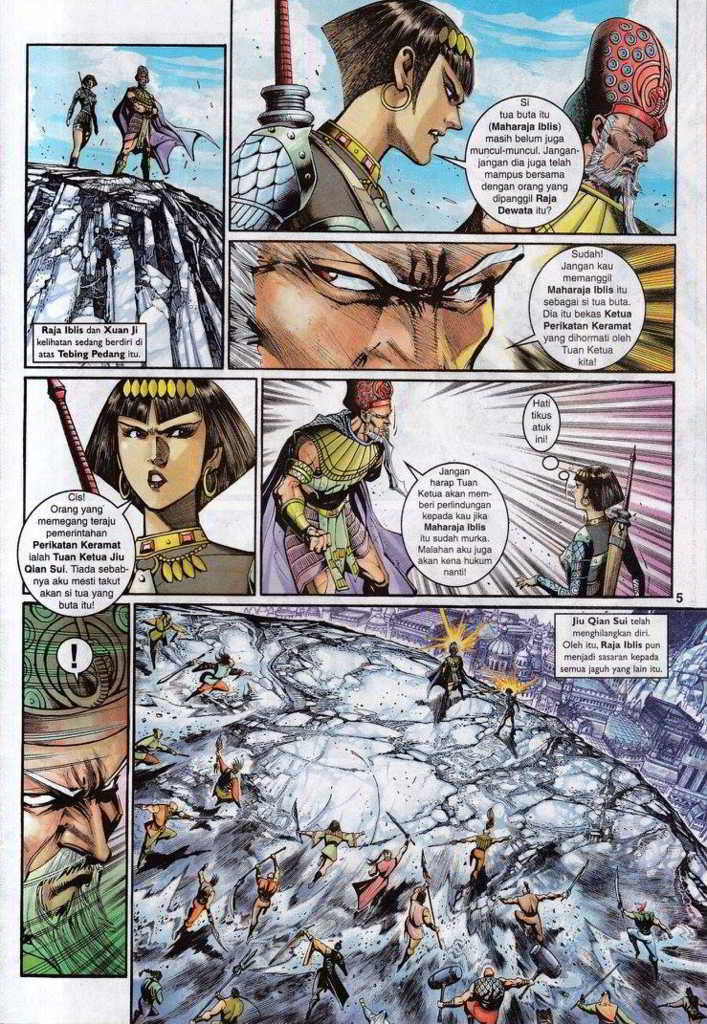 Raja Iblis dan Xuan Ji
kelihatan sedang berdiri di
atas Tebing Pedang itu.
Si
tua buta itu
(Maharaja Iblis)
masih belum juga
muncul-muncul. Jangan-
jangan dia juga telah
mampus bersama
dengan orang yang
dipanggil Raja
Dewata itu?
Sudah!
Jangan kau
memanggil
Maharaja Iblis itu
sebagai si tua buta.
Dia itu bekas Ketua
Perikatan Keramat
yang dihormati oleh
Tuan Ketua
kita!
Cis!
Orang yang
memegang teraju
pemerintahan
Perikatan Keramat
ialah Tuan Ketua Jiu
Qian Sui. Tiada sebab-
nya aku mesti takut
akan si tua yang
buta itu!
Jangan
harap Tuan
Ketua akan mem-
beri perlindungan
kepada kau jika
Maharaja Iblis
itu sudah murka.
Malahan aku juga
akan kena hukum
nanti!
Hati
tikus
atuk
ini!
5
!
Jiu Qian Sui telah
menghilangkan diri.
Oleh itu, Raja Iblis pun
menjadi sasaran kepada
semua jaguh yang lain itu.